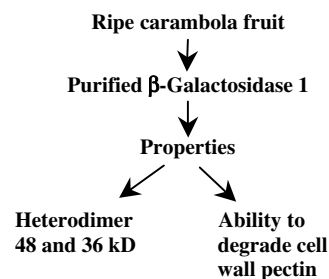 Ripe carambola fruit
Purified β-Galactosidase 1
Properties
Heterodimer
48 and 36 kD
Ability to
degrade cell
wall pectin